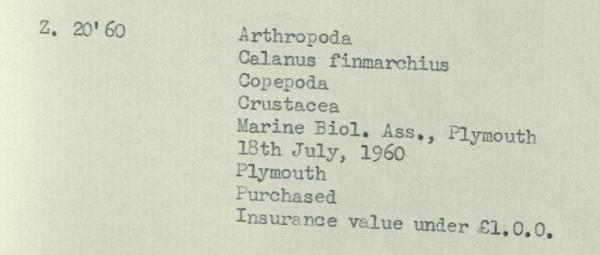 Z. 20'60
Arthropoda
Calanus finmarchius
Copepoda
Crustacea
Marine Biol. Ass., Plymouth
18th July, 1960
Plymouth
Purchased
Insurance value under £1.0.0.